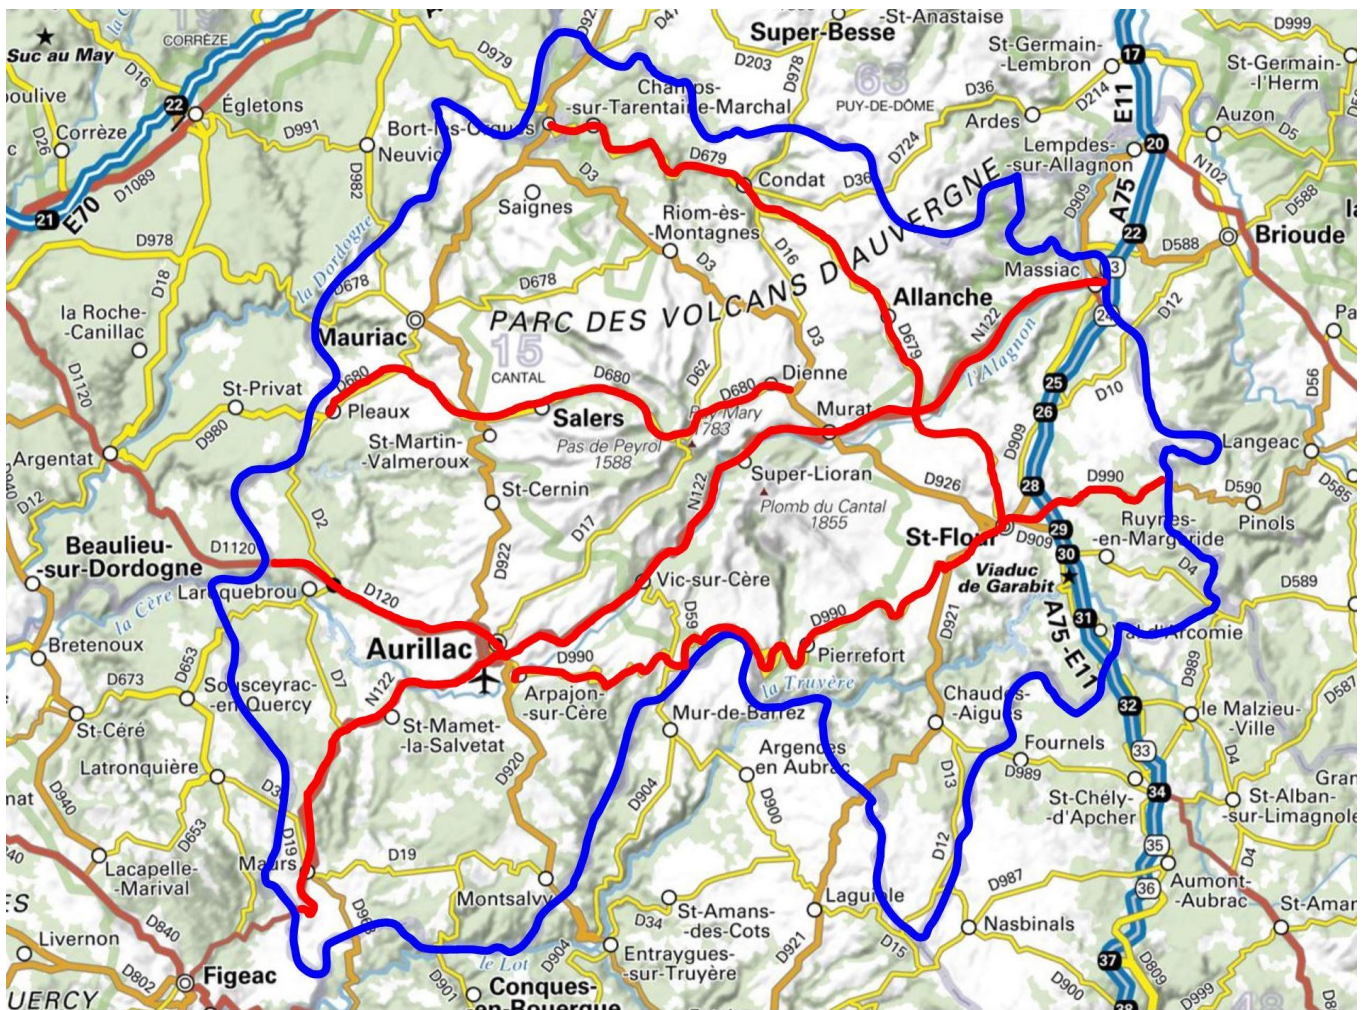 Suc au May
CORRÈZE
D16
D979
D47
Super-Besse
-St-Anastaise
D203
D978
63
PUY-DE-DÔME
St-Germain-
-Lembron
17
E11
D999
St-Germain-
-l'Herm
22
Égletons
D991
Corrèze
D26
D1089
21
E70
Neuvic
D982
Bort-les-Orgues
-sur-Tarentaine-Marchal
D679
D36
D724
Ardes
D214
Lempdes-
-sur-Allagnon
20
Auzon
D5
N102
D588
Condat
D36
D3
Saignes
Riom-ès-
-Montagnes
D16
D3
D909
A75
22
D588
Brioude
D978
D18
la Dordogne
D678
D678
PARC DES VOLCANS D'AUVERGNE
Massiac
D12
la Roche-
-Canillac
Mauriac
15
CANTAL
Allanche
D679
N122
l'Alagnon
24
D3
D62
D1120
St-Privat
D680
D680
D680
Dienne
25
D10
D56
D980
Pleaux
Salers
Puy Mary
1783
Murat
26
St-Martin-
-Valmeroux
Pas de Peyrol
1588
Argentat
D940
D12
Super-Lioran
D909
Langeac
D585
St-Cernin
N122
Plomb du Cantal
1855
D926
28
D990
D590
Pinols
D2
D17
D922
Beaulieu-
-sur-Dordogne
D1120
St-Flour
D909
29
30
Ruynes-
-en-Margeride
D4
D589
Viaduc
de Garabit
Laroquebrou
la Cère
D120
Vic-sur-Cère
D59
D990
D921
31
Val d'Arcomie
A75-E11
Bretenoux
D653
Aurillac
D990
Pierrefort
la Truyère
D989
D587
D673
Sousceyrac-
-en-Quercy
D7
N122
Arpajon-
-sur-Cère
Chaudes-
-Aigues
32
le Malzieu-
-Ville
St-Céré
St-Mamet-
-la-Salvetat
Mur-de-Barrez
Argences
en Aubrac
Fournels
33
D4
Latronquière
D920
D904
D13
D989
St-Chély-
-d'Apcher
34
St-Alban-
-sur-Limagnole
D940
D653
D19
D900
D12
35
D4
Lacapelle-
-Marival
Maurs
D19
D987
Aumont-
-Aubrac
36
Montsalvy
D34
St-Amans-
-des-Cots
Laguiole
Nasbinals
D840
Livernon
D802
Figeac
le Lot
D904
Entraygues-
-sur-Truyère
D921
D15
37
D809
D901
Conques-
D900
D999